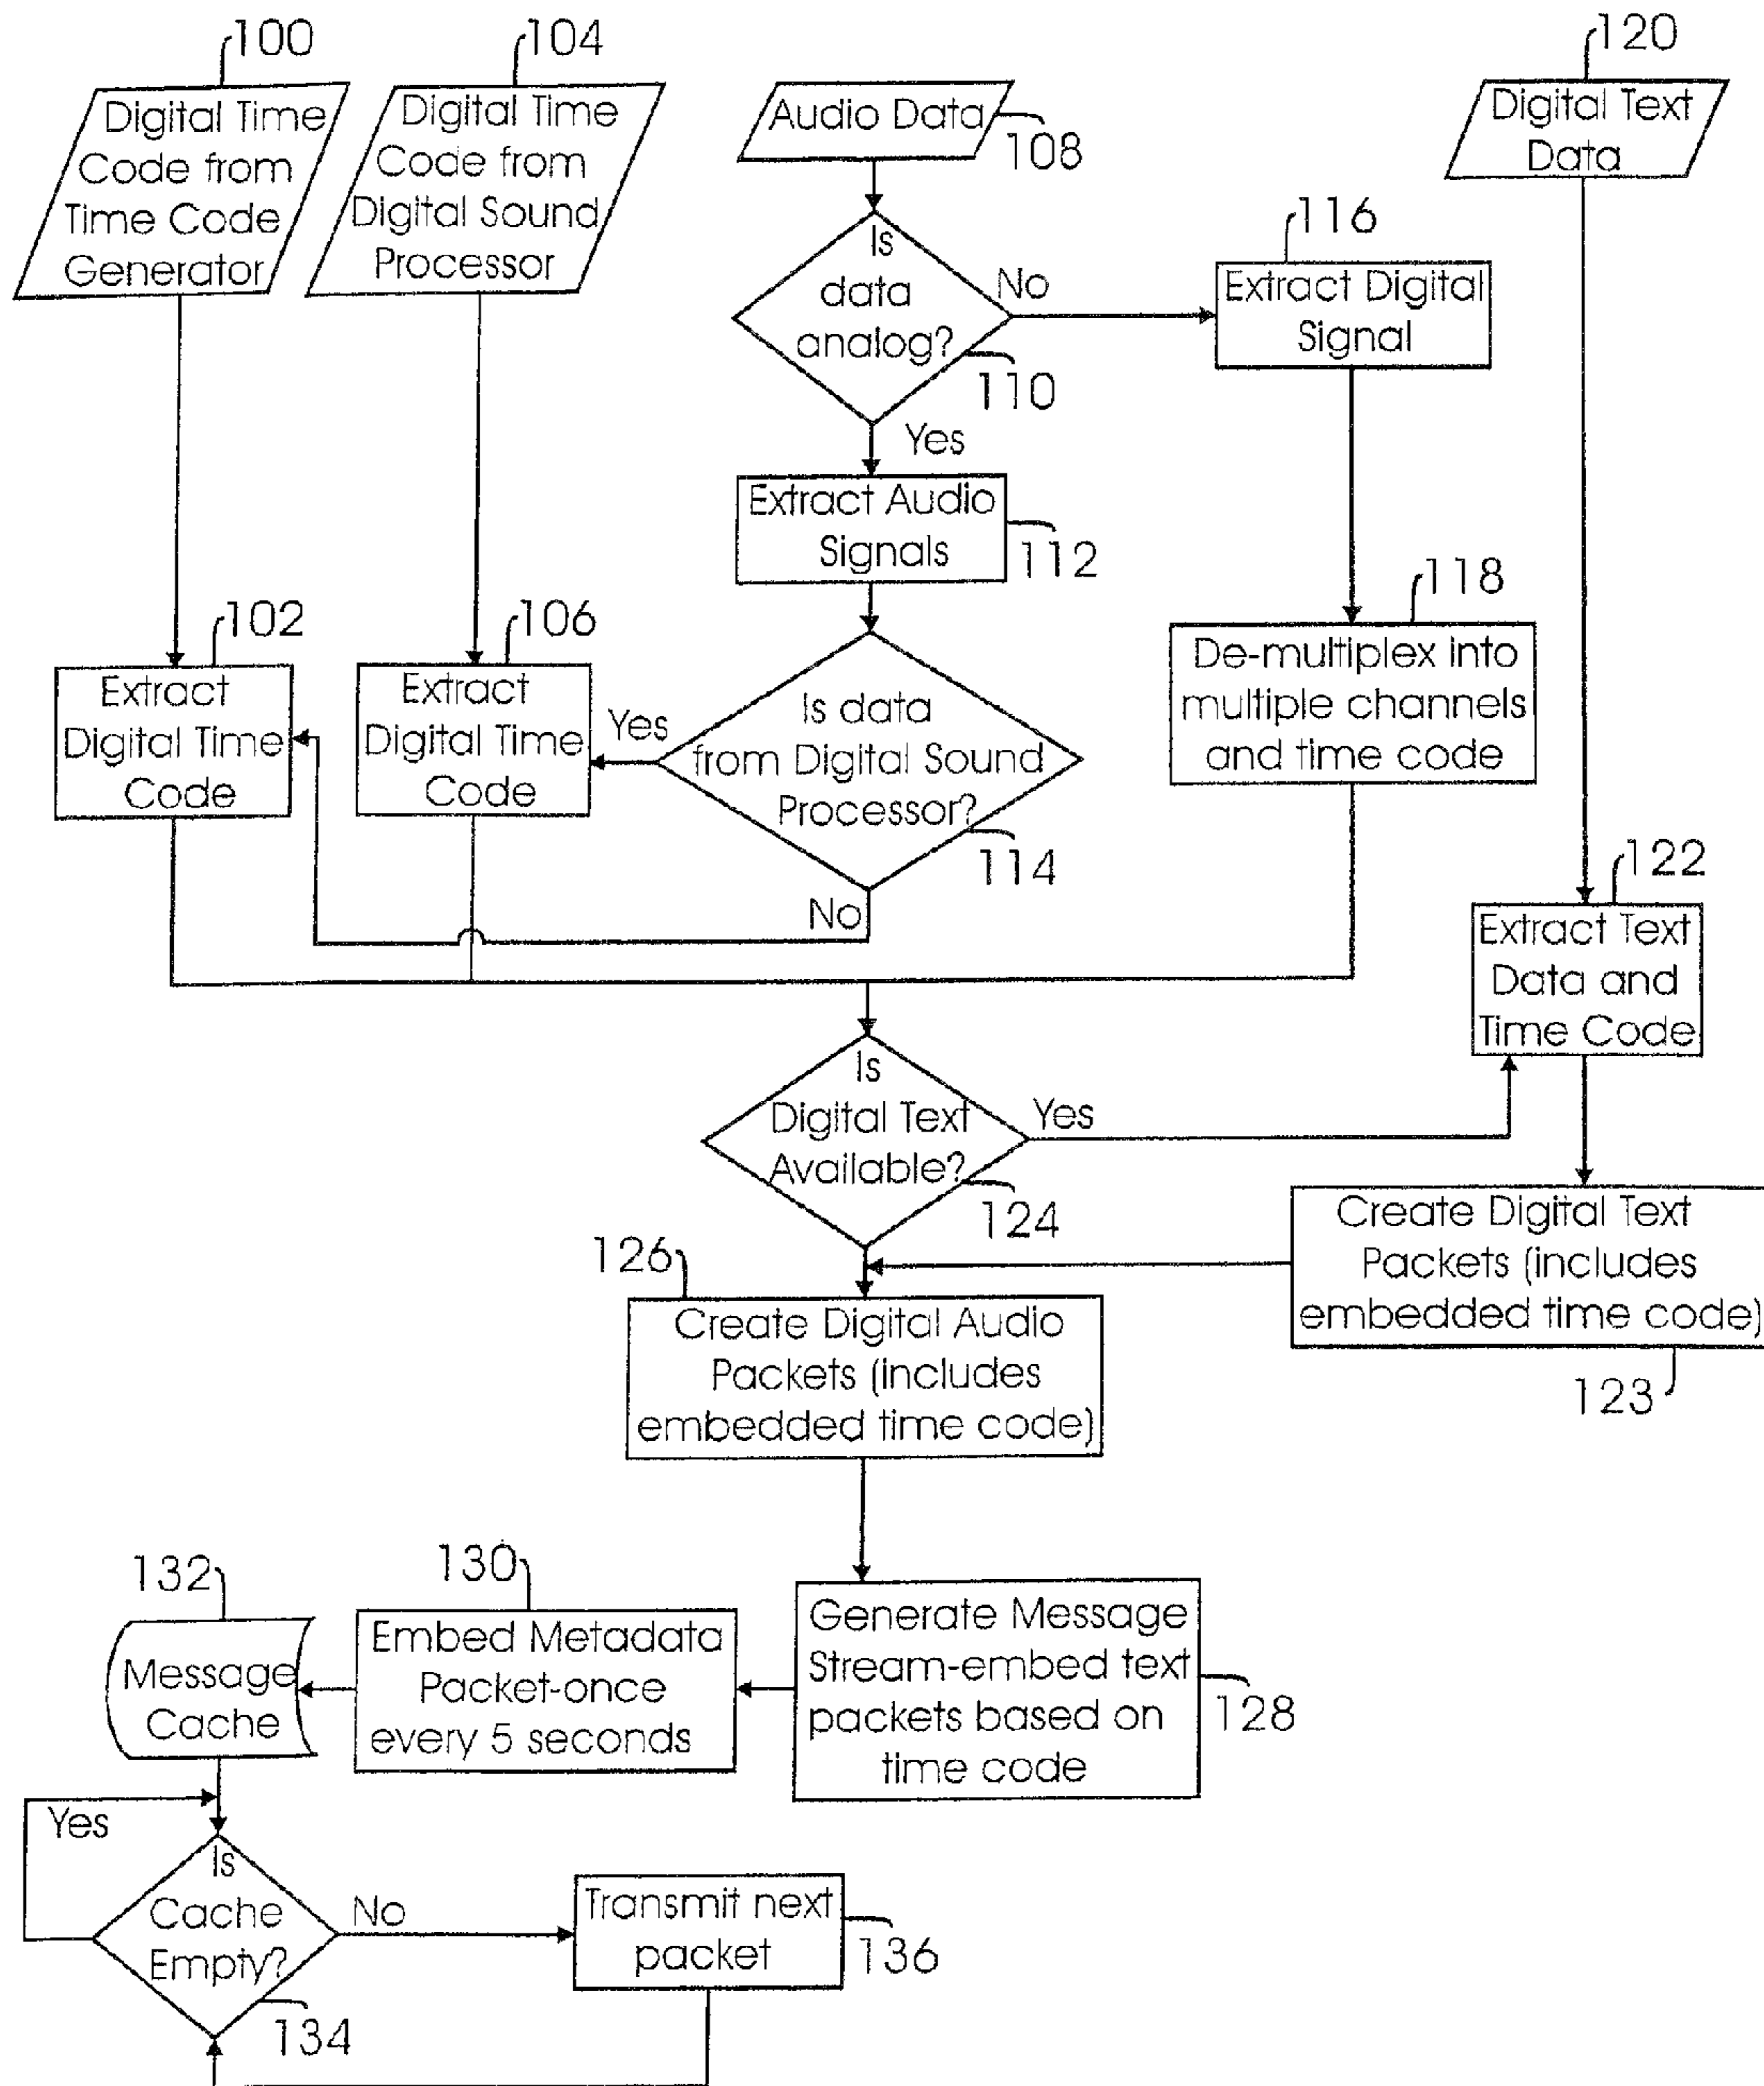 100
104
120
Digital Time
Code from
Time Code
Generator
Digital Time
Code from
Digital Sound
Processor
Audio Data
108
Digital Text
Data
Is
data
analog?
110
No
Yes
116
Extract Digital
Signal
Extract Audio
Signals
112
102
Extract
Digital Time
Code
106
Extract
Digital Time
Code
Yes
Is data
from Digital Sound
Processor?
114
No
118
De-multiplex into
multiple channels
and time code
122
Extract Text
Data and
Time Code
Is
Digital Text
Available?
124
Yes
Create Digital Text
Packets (includes
embedded time code)
123
126
Create Digital Audio
Packets (includes
embedded time code)
132
Message
Cache
130
Embed Metadata
Packet-once
every 5 seconds
Generate Message
Stream-embed text
packets based on
time code
128
Yes
Is
Cache
Empty?
134
No
Transmit next
packet
136